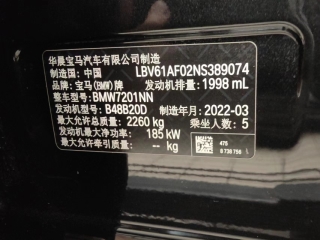 华晨宝马汽车有限公司制造
制造国：中国 LBV61AF02NS389074
品牌：宝马(BMW)牌 发动机排量：1998 mL
整车型号：BMW7201NN
发动机型号：B48B20D 制造年月：2022-03
最大允许总质量：2260 kg 乘坐人数：5
发动机最大净功率：185 kW
最大允许牵引质量：-- kg
475